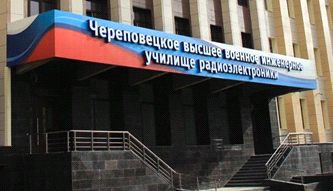 Череповецкое высшее военное инженерное
училище радиоэлектроники